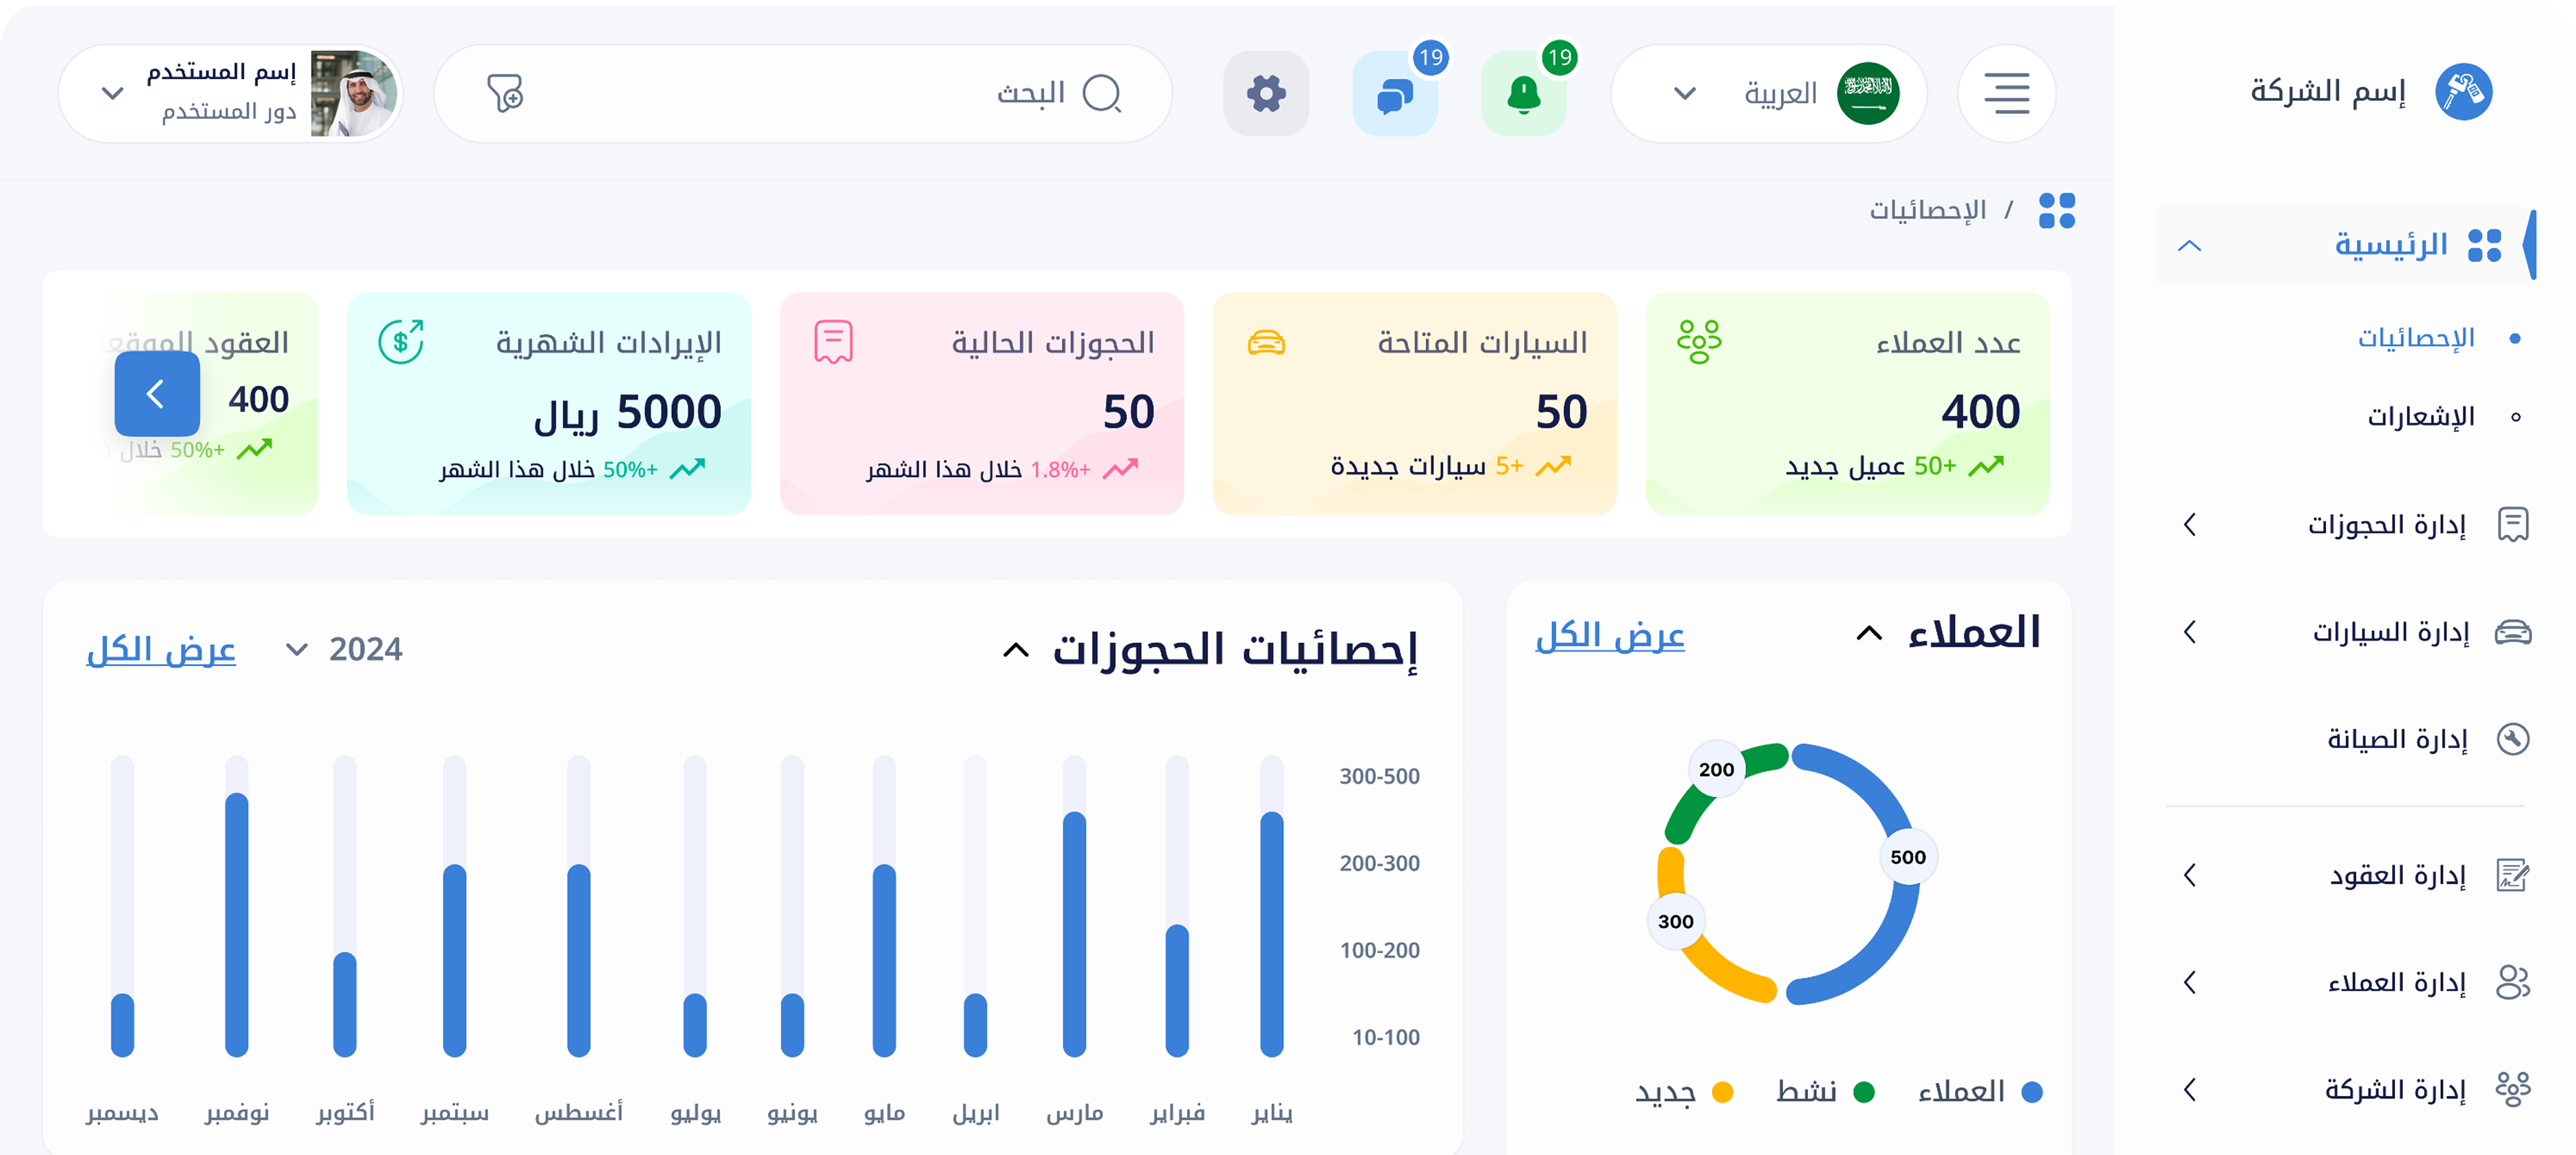 إسم الشركة
الرئيسية
الإحصائيات
الإشعارات
إدارة الحجوزات
إدارة السيارات
إدارة الصيانة
إدارة العقود
إدارة العملاء
إدارة الشركة
العربية
19
19
البحث
إسم المستخدم
دور المستخدم
/ الإحصائيات
عدد العملاء
400
+50 عميل جديد
السيارات المتاحة
50
+5 سيارات جديدة
الحجوزات الحالية
50
+1.8% خلال هذا الشهر
الإيرادات الشهرية
$
5000 ريال
+50% خلال هذا الشهر
العقود
400
+50% خلال
العملاء
عرض الكل
200
500
300
العملاء
نشط
جديد
إحصائيات الحجوزات
2024
عرض الكل
300-500
200-300
100-200
10-100
يناير فبراير مارس ابريل مايو يونيو يوليو أغسطس سبتمبر أكتوبر نوفمبر ديسمبر